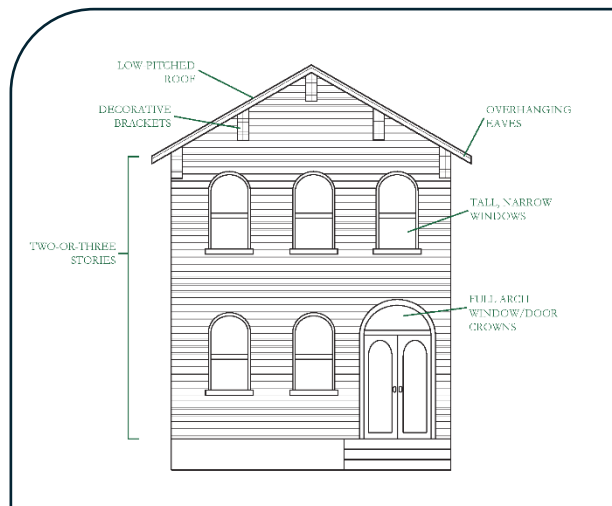 LOW PITCHED
ROOF
DECORATIVE
BRACKETS
OVERHANGING
EAVES
TALL, NARROW
WINDOWS
TWO-OR-THREE
STORIES
FULL ARCH
WINDOW/DOOR
CROWNS